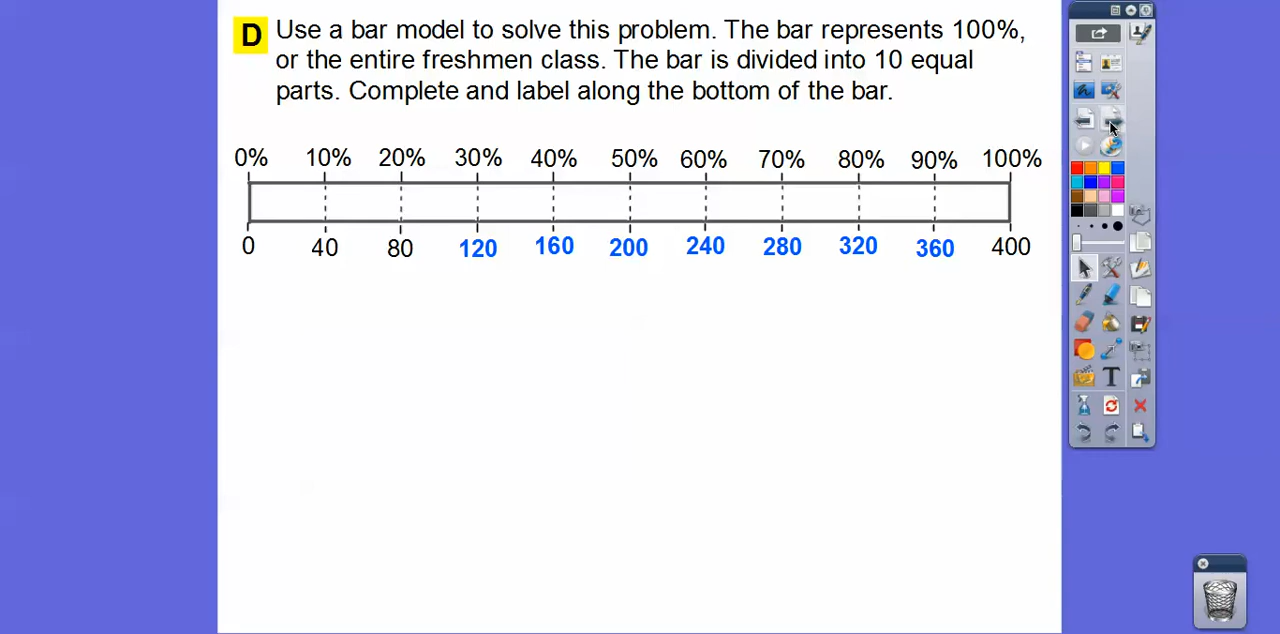 D Use a bar model to solve this problem. The bar represents 100%,
or the entire freshmen class. The bar is divided into 10 equal
parts. Complete and label along the bottom of the bar.
0% 10% 20% 30% 40% 50% 60% 70% 80% 90% 100%
0 40 80 120 160 200 240 280 320 360 400
T